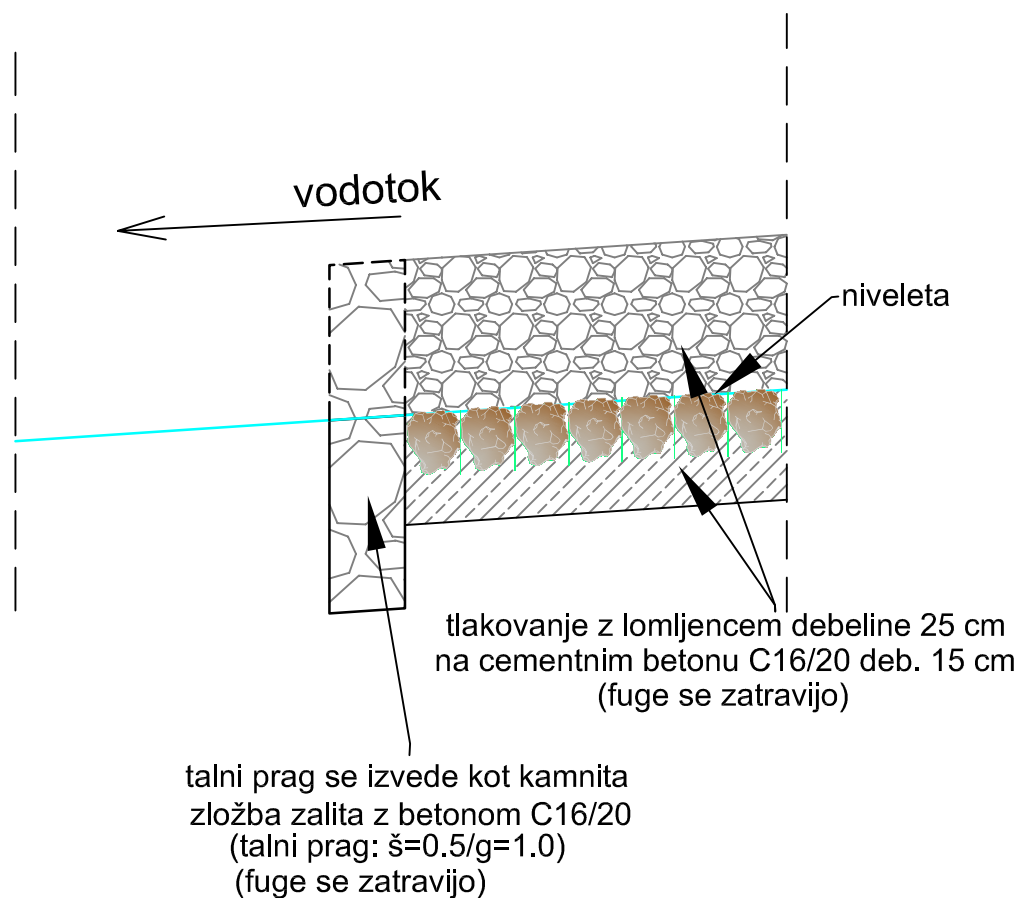 vodotok
niveleta
tlakovanje z lomljencem debeline 25 cm
na cementnim betonu C16/20 deb. 15 cm
(fuge se zatravijo)
talni prag se izvede kot kamnita
zložba zalita z betonom C16/20
(talni prag: š=0.5/g=1.0)
(fuge se zatravijo)